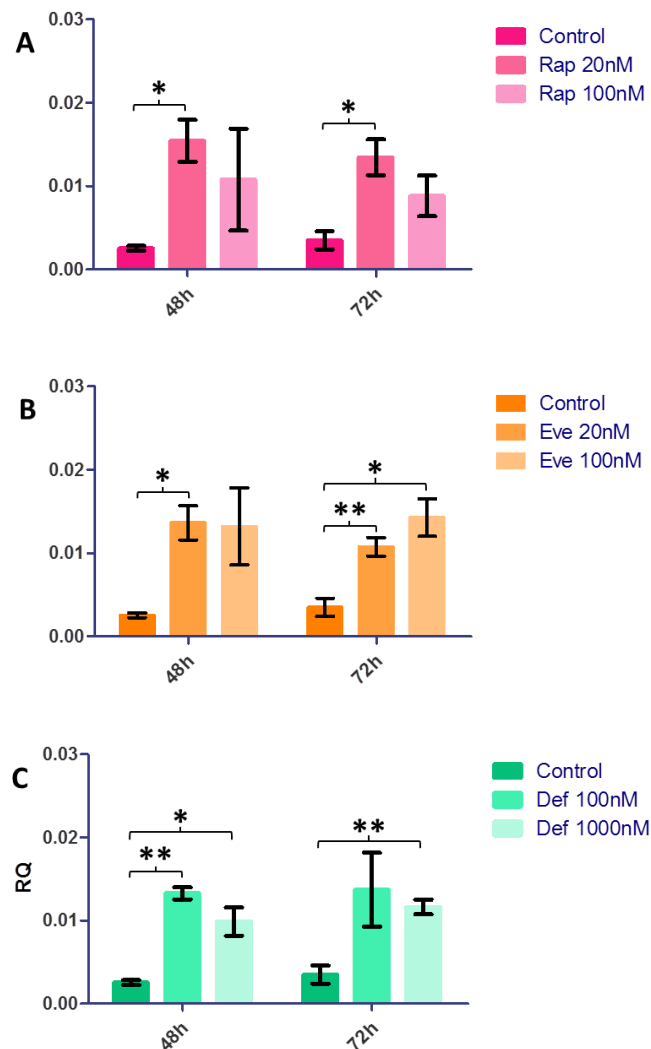 A
0.03
0.02
0.01
0.00
*
*
48h
72h
Control
Rap 20nM
Rap 100nM
B
0.03
0.02
0.01
0.00
*
*
**
48h
72h
Control
Eve 20nM
Eve 100nM
C
RQ
0.03
0.02
0.01
0.00
*
**
**
48h
72h
Control
Def 100nM
Def 1000nM